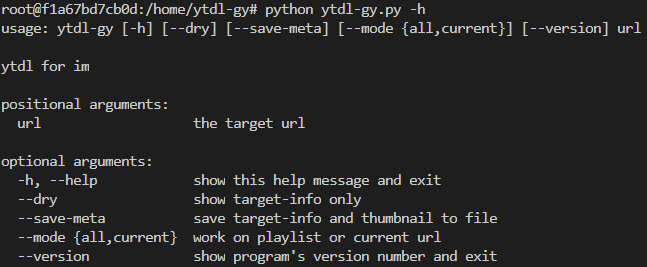 root@f1a67bd7cb0d:/home/ytdl-gy# python ytdl-gy.py -h
usage: ytdl-gy [-h] [--dry] [--save-meta] [--mode {all,current}] [--version] url

ytdl for im

positional arguments:
  url                   the target url

optional arguments:
  -h, --help            show this help message and exit
  --dry                 show target-info only
  --save-meta           save target-info and thumbnail to file
  --mode {all,current}  work on playlist or current url
  --version             show program's version number and exit